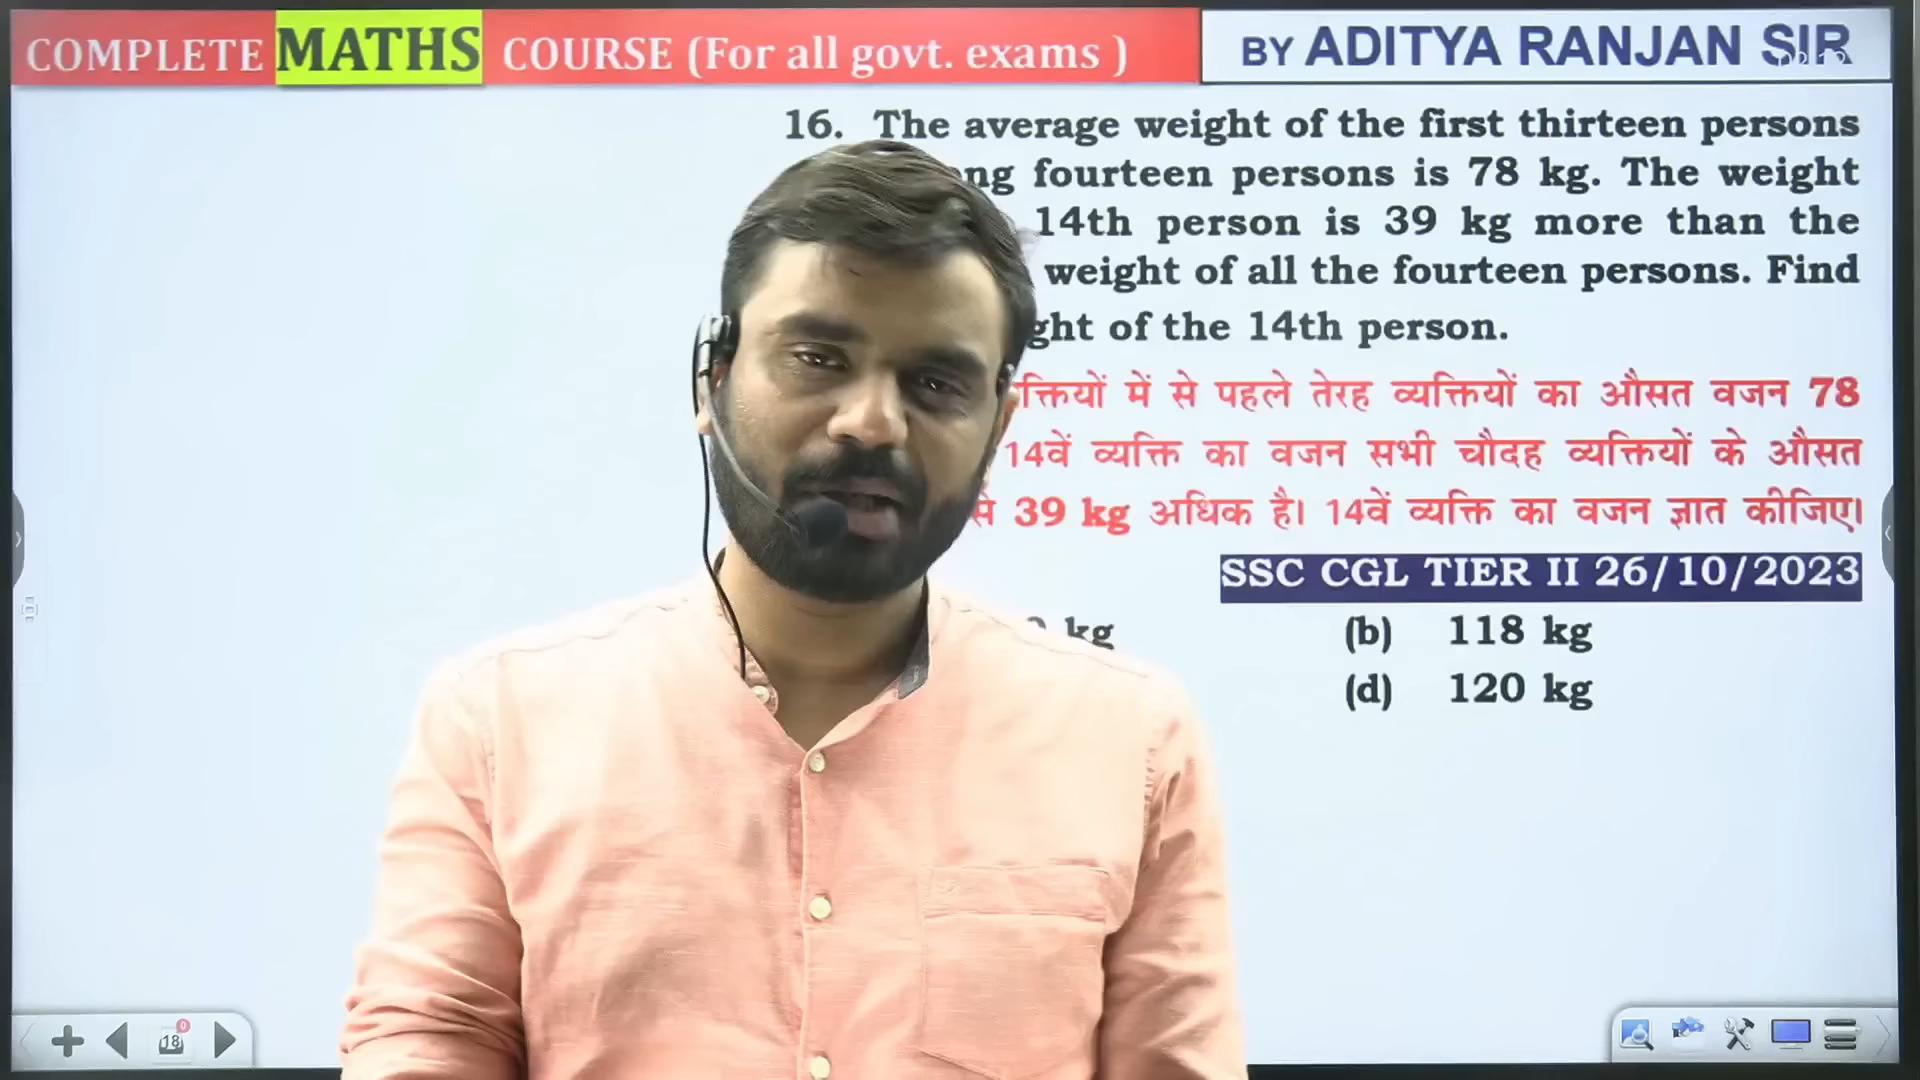 COMPLETE MATHS COURSE (For all govt. exams )
BY ADITYA RANJAN SIR
16. The average weight of the first thirteen persons
fourteen persons is 78 kg. The weight
14th person is 39 kg more than the
weight of all the fourteen persons. Find
of the 14th person.
में से पहले तेरह व्यक्तियों का औसत वजन 78
14वें व्यक्ति का वजन सभी चौदह व्यक्तियों के औसत
से 39 kg अधिक है। 14वें व्यक्ति का वजन ज्ञात कीजिए।
SSC CGL TIER II 26/10/2023
kg (b) 118 kg
(d) 120 kg
18
0